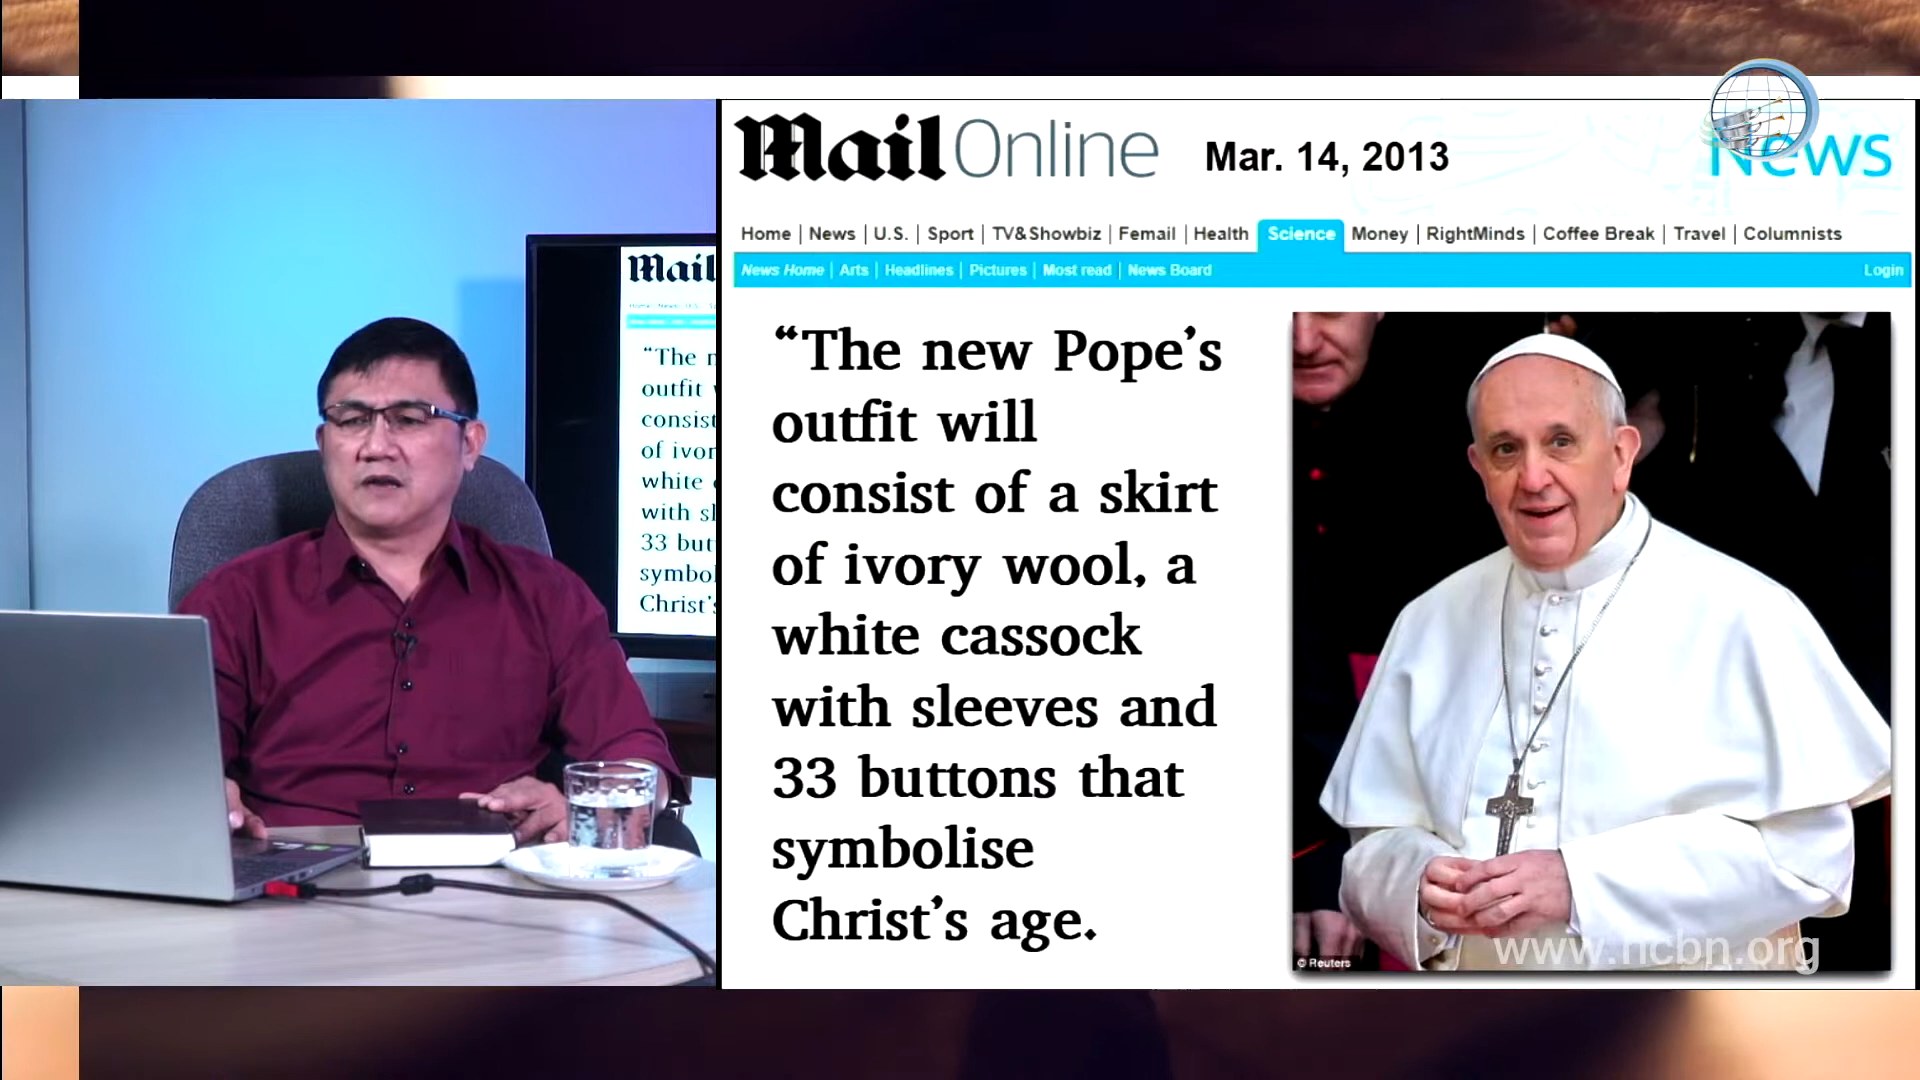 Mail Online Mar. 14, 2013 News
Home | News | U.S. | Sport | TV&Showbiz | Femail | Health | Science | Money | RightMinds | Coffee Break | Travel | Columnists
News Home | Arts | Headlines | Pictures | Most read | News Board Login
“The new Pope’s
outfit will
consist of a skirt
of ivory wool, a
white cassock
with sleeves and
33 buttons that
symbolise
Christ’s age.
© Reuters
www.hcbn.org
Mail
“The n
outfit
consist
of ivor
white
with sl
33 but
symbol
Christ’s